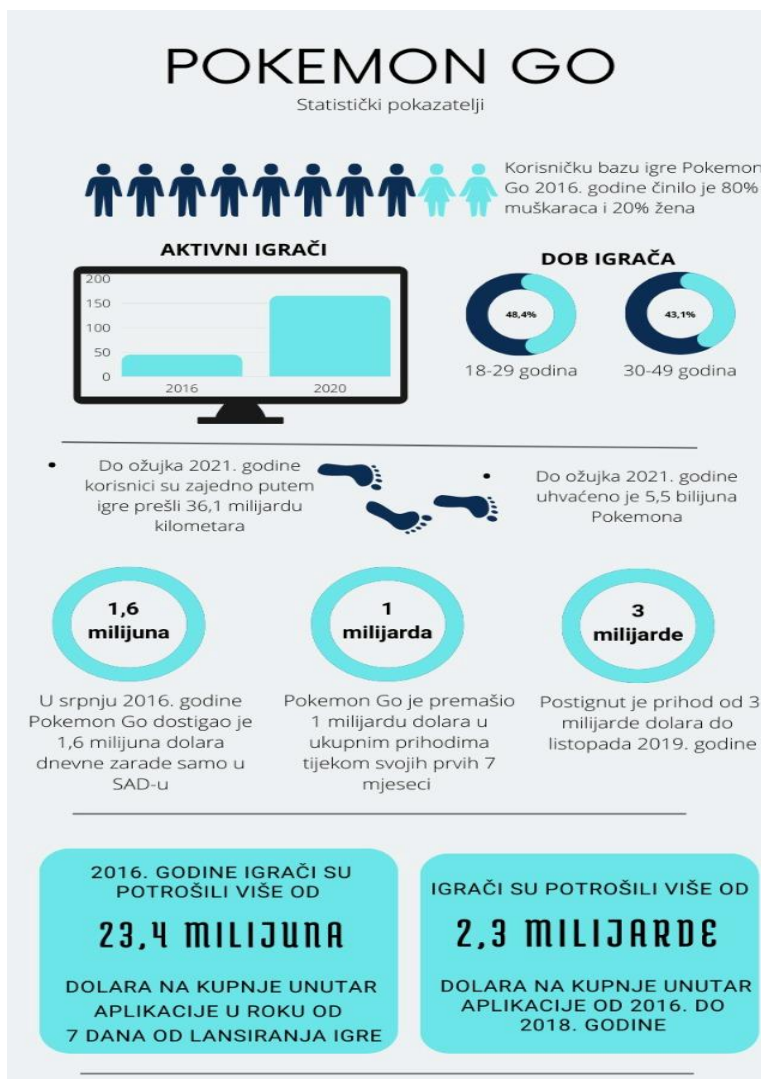 POKEMON GO
Statistički pokazatelji
Korisničku bazu igre Pokemon
Go 2016. godine činilo je 80%
muškaraca i 20% žena
AKTIVNI IGRAČI
200
150
100
50
0
2016
2020
DOB IGRAČA
48,4%
43,1%
18-29 godina
30-49 godina
• Do ožujka 2021. godine
korisnici su zajedno putem
igre prešli 36,1 milijardu
kilometara
• Do ožujka 2021. godine
uhvaćeno je 5,5 bilijuna
Pokemona
1,6
milijuna
U srpnju 2016. godine
Pokemon Go dostigao je
1,6 milijuna dolara
dnevne zarade samo u
SAD-u
1
milijarda
Pokemon Go je premašio
1 milijardu dolara u
ukupnim prihodima
tijekom svojih prvih 7
mjeseci
3
milijarde
Postignut je prihod od 3
milijarde dolara do
listopada 2019. godine
2016. GODINE IGRAČI SU
POTROŠILI VIŠE OD
23,4 MILIJUNA
DOLARA NA KUPNJE UNUTAR
APLIKACIJE U ROKU OD
7 DANA OD LANSIRANJA IGRE
IGRAČI SU POTROŠILI VIŠE OD
2,3 MILIJARDE
DOLARA NA KUPNJE UNUTAR
APLIKACIJE OD 2016. DO
2018. GODINE